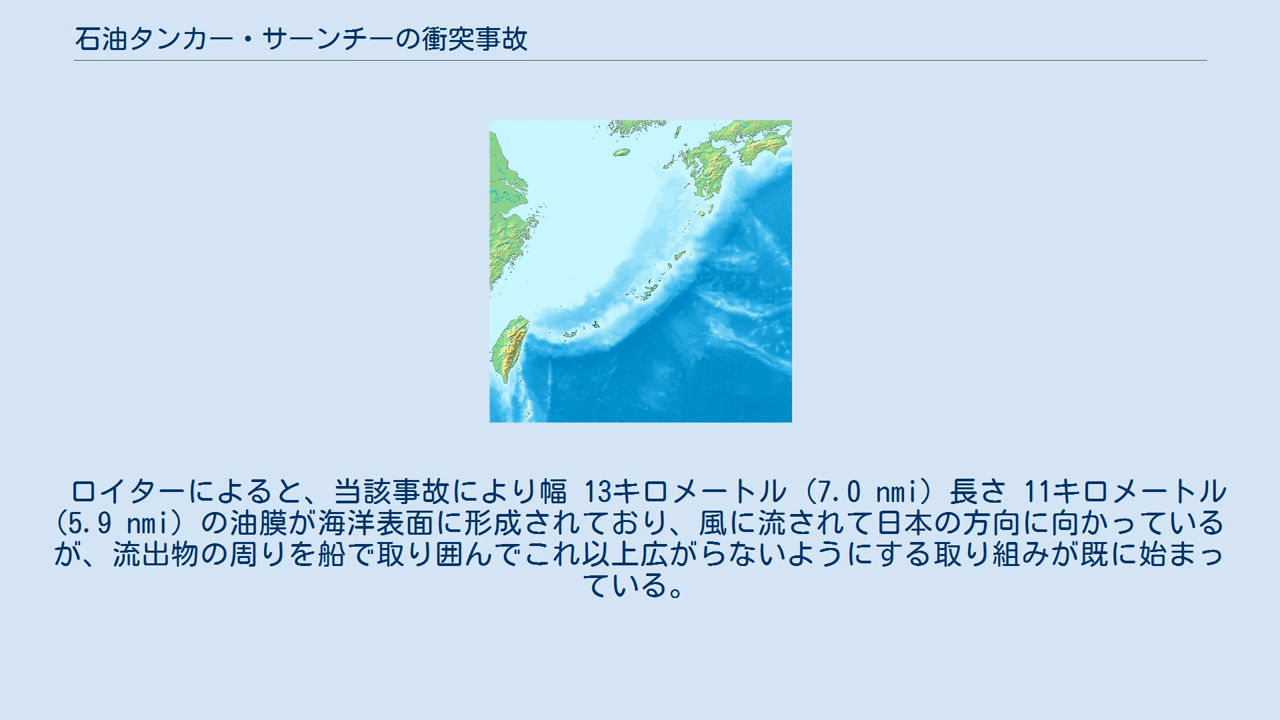 石油タンカー・サーンチーの衝突事故
ロイターによると、当該事故により幅 13キロメートル（7.0 nmi）長さ 11キロメートル
（5.9 nmi）の油膜が海洋表面に形成されており、風に流されて日本の方向に向かっている
が、流出物の周りを船で取り囲んでこれ以上広がらないようにする取り組みが既に始まっ
ている。